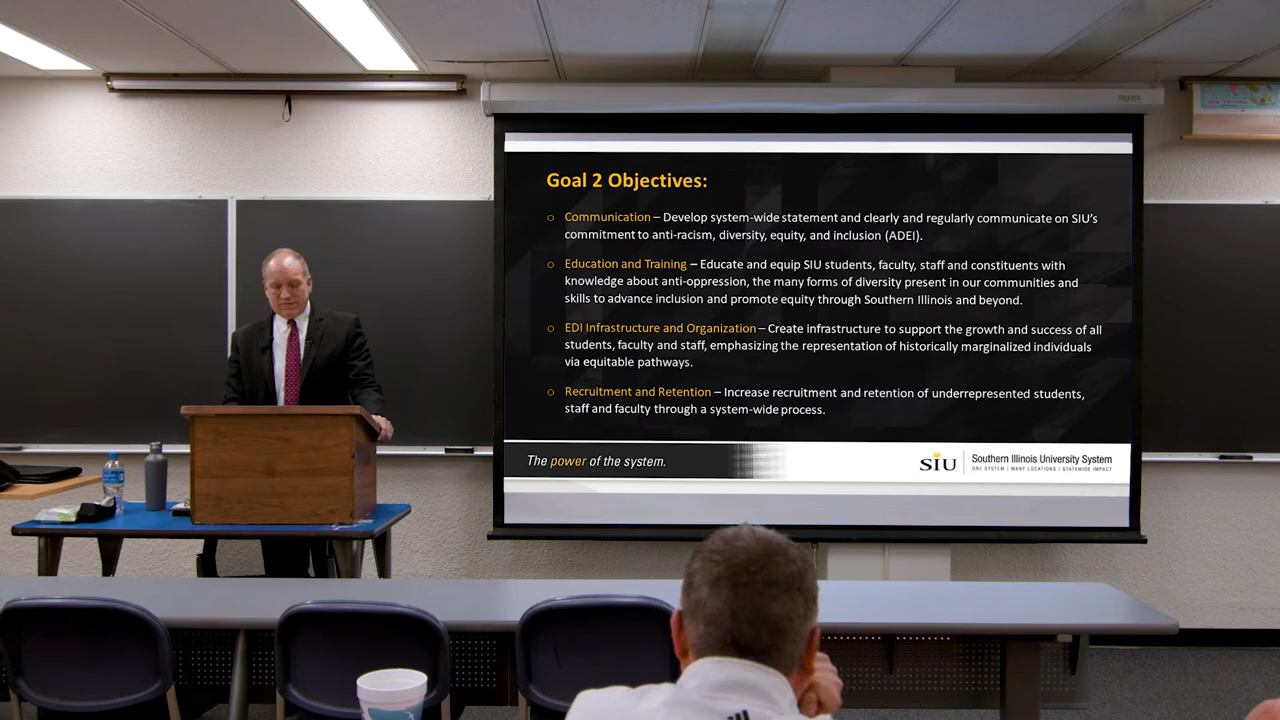 Goal 2 Objectives:
○ Communication – Develop system-wide statement and clearly and regularly communicate on SIU's
commitment to anti-racism, diversity, equity, and inclusion (ADEI).
○ Education and Training – Educate and equip SIU students, faculty, staff and constituents with
knowledge about anti-oppression, the many forms of diversity present in our communities and
skills to advance inclusion and promote equity through Southern Illinois and beyond.
○ EDI Infrastructure and Organization – Create infrastructure to support the growth and success of all
students, faculty and staff, emphasizing the representation of historically marginalized individuals
via equitable pathways.
○ Recruitment and Retention – Increase recruitment and retention of underrepresented students,
staff and faculty through a system-wide process.
The power of the system.
SIU
Southern Illinois University System
ONE SYSTEM | MANY LOCATIONS | STATEWIDE IMPACT